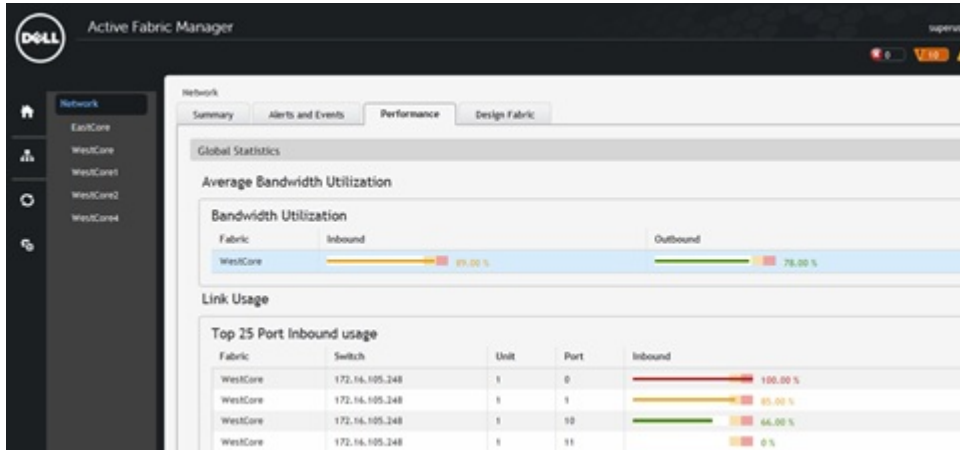 DELL
Active Fabric Manager
0
10
Network
EastCore
WestCore
WestCore1
WestCore2
WestCore4
Network
Summary Alerts and Events Performance Design Fabric
Global Statistics
Average Bandwidth Utilization
Bandwidth Utilization
Fabric Inbound Outbound
WestCore 89.00 % 78.00 %
Link Usage
Top 25 Port Inbound usage
Fabric Switch Unit Port Inbound
WestCore 172.16.105.248 1 0 100.00 %
WestCore 172.16.105.248 1 1 85.00 %
WestCore 172.16.105.248 1 10 66.00 %
WestCore 172.16.105.248 1 11 0 %